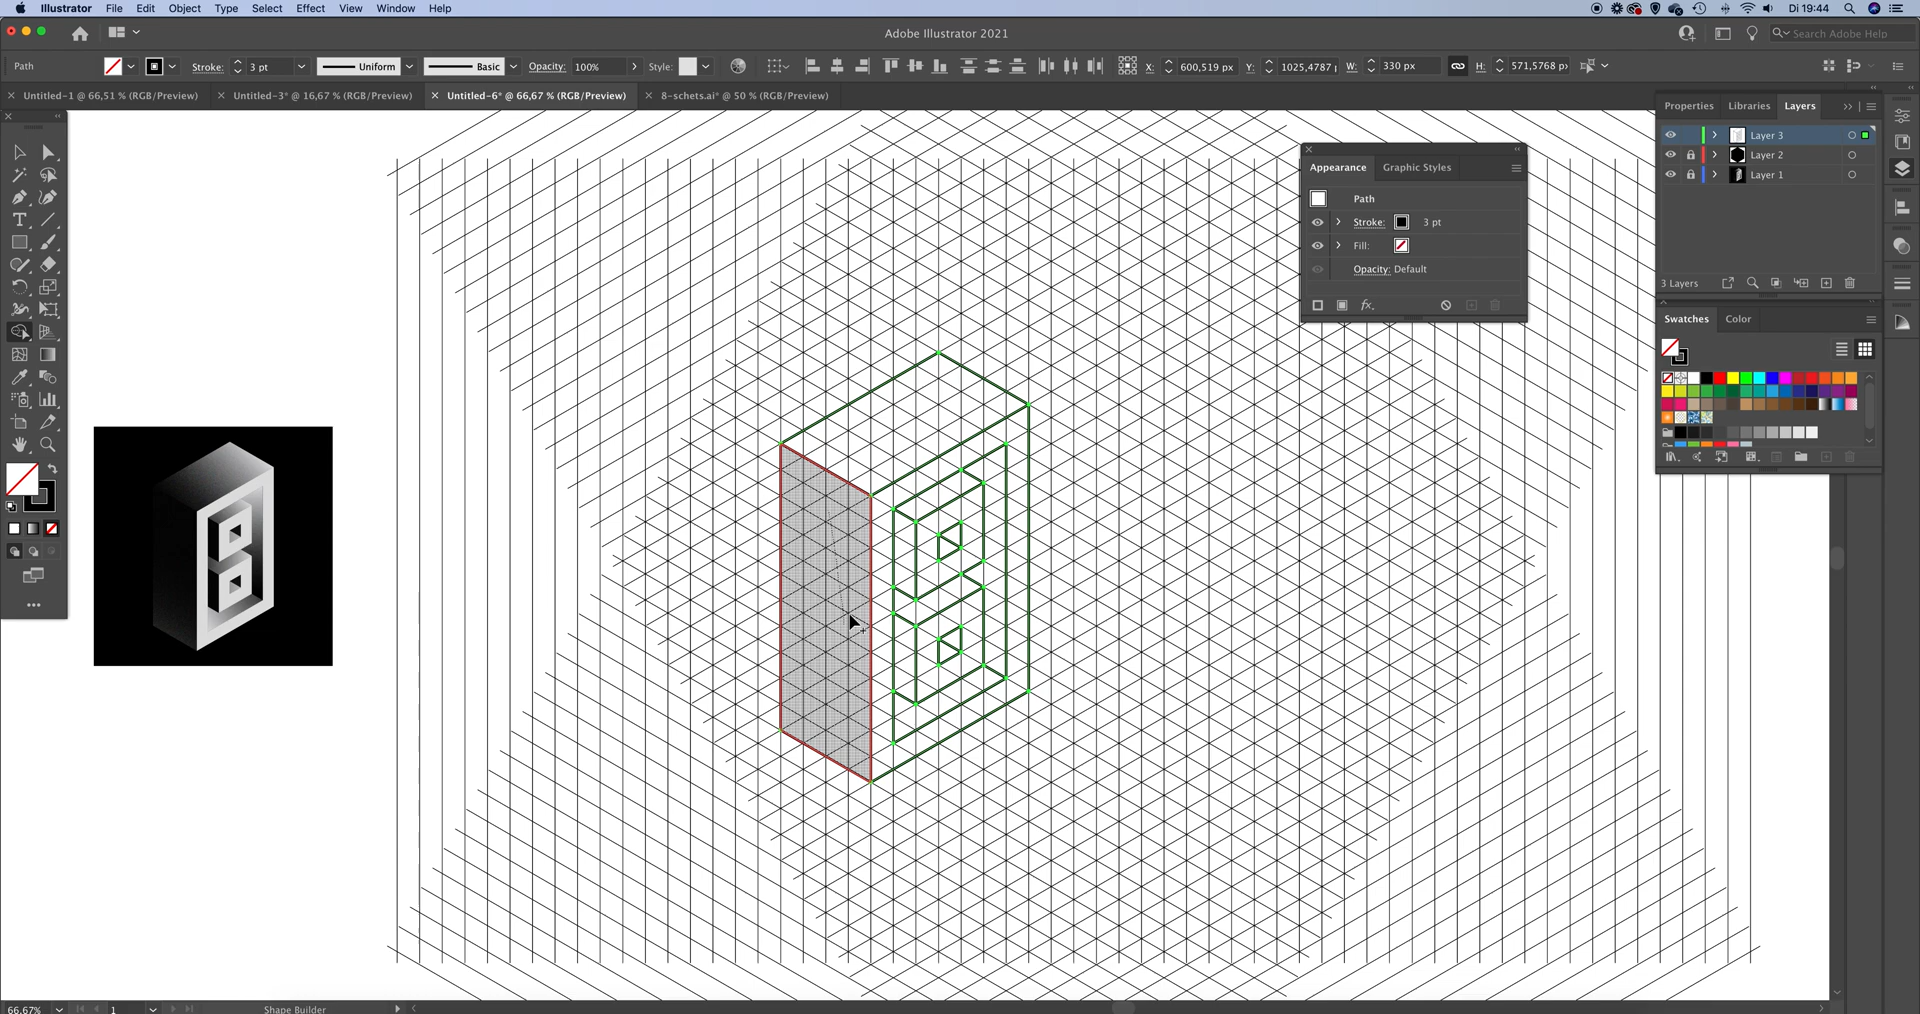 Illustrator File Edit Object Type Select Effect View Window Help Di 19:44
Adobe Illustrator 2021 Search Adobe Help
Path Stroke: 3 pt Uniform Basic Opacity: 100% Style: X: 600,519 px Y: 1025,4787 p W: 330 px H: 571,5768 px
Untitled-1 @ 66,51 % (RGB/Preview) Untitled-3* @ 16,67 % (RGB/Preview) Untitled-6* @ 66,67 % (RGB/Preview) 8-schets.ai* @ 50 % (RGB/Preview)
Properties Libraries Layers
Layer 3
Layer 2
Layer 1
3 Layers
Appearance Graphic Styles
Path
Stroke: 3 pt
Fill:
Opacity: Default
fx
Swatches Color
66,67% 1 Shape Builder